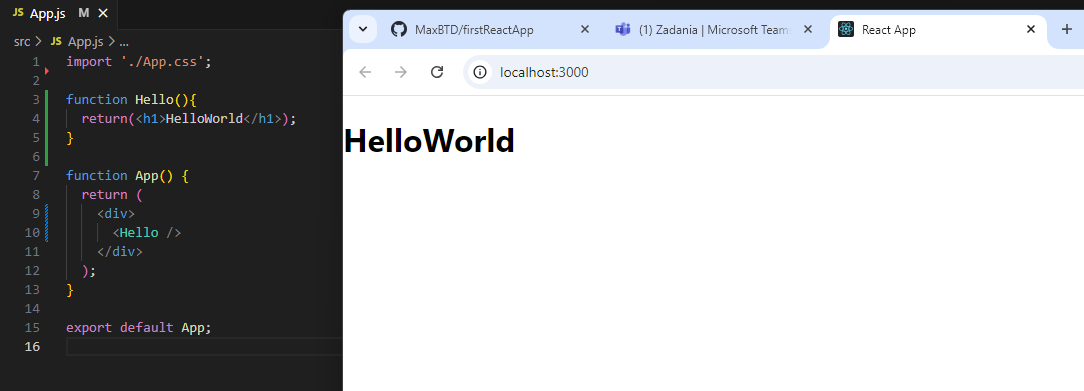 JS App.js M
src > JS App.js > ...
1 import './App.css';
2
3 function Hello(){
4 return(<h1>HelloWorld</h1>);
5 }
6
7 function App() {
8 return (
9 <div>
10 <Hello />
11 </div>
12 );
13 }
14
15 export default App;
16
MaxBTD/firstReactApp
(1) Zadania | Microsoft Teams
React App
localhost:3000
HelloWorld